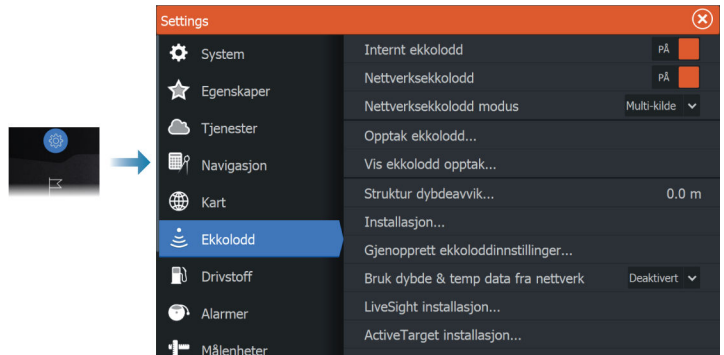 Settings
System
Egenskaper
Tjenester
Navigasjon
Kart
Ekkolodd
Drivstoff
Alarmer
Målenheter
Internt ekkolodd PÅ
Nettverksekkolodd PÅ
Nettverksekkolodd modus Multi-kilde
Opptak ekkolodd...
Vis ekkolodd opptak...
Struktur dybdeavvik... 0.0 m
Installasjon...
Gjenopprett ekkoloddinnstillinger...
Bruk dybde & temp data fra nettverk Deaktivert
LiveSight installasjon...
ActiveTarget installasjon...